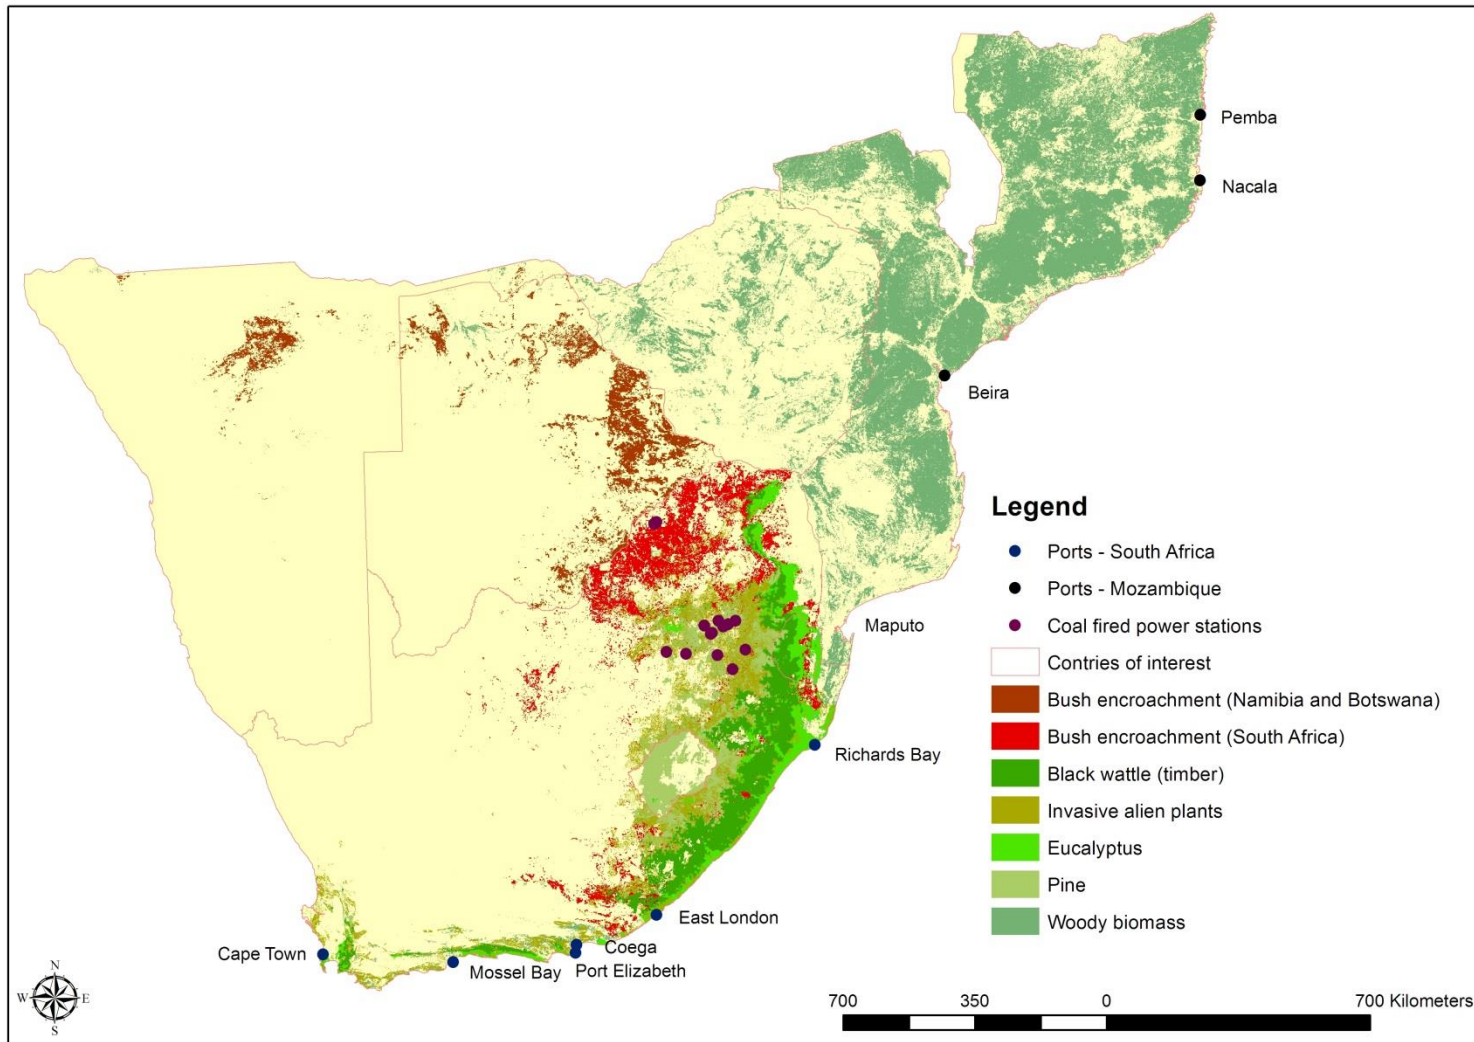 Pemba
Nacala
Beira
Legend
Ports - South Africa
Ports - Mozambique
Coal fired power stations
Maputo
Contries of interest
Bush encroachment (Namibia and Botswana)
Bush encroachment (South Africa)
Richards Bay
Black wattle (timber)
Invasive alien plants
Eucalyptus
Pine
Woody biomass
East London
Coega
Cape Town
Mossel Bay
Port Elizabeth
N
W E
S
700 350 0 700 Kilometers